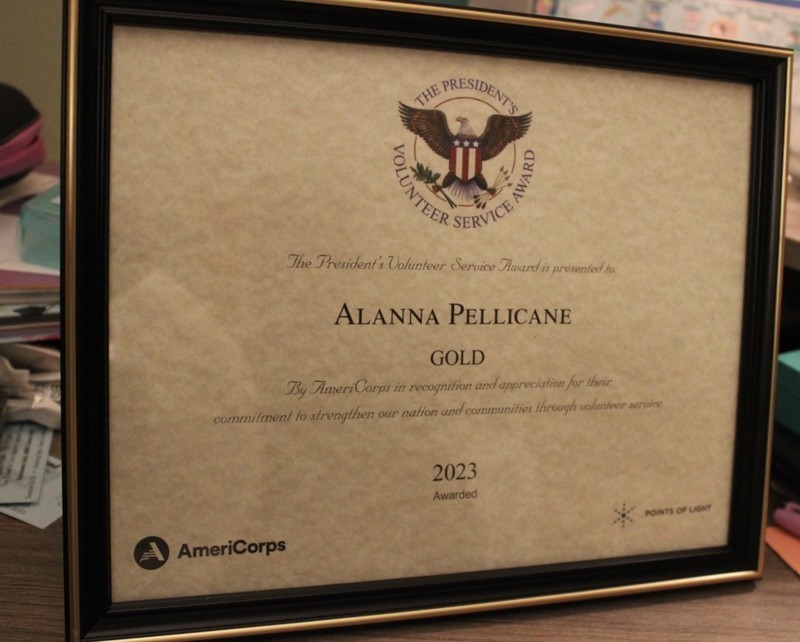 THE PRESIDENT'S
VOLUNTEER SERVICE AWARD
The President's Volunteer Service Award is presented to:
ALANNA PELLICANE
GOLD
By AmeriCorps in recognition and appreciation for their
commitment to strengthen our nation and communities through volunteer service.
2023
Awarded
AmeriCorps
POINTS OF LIGHT